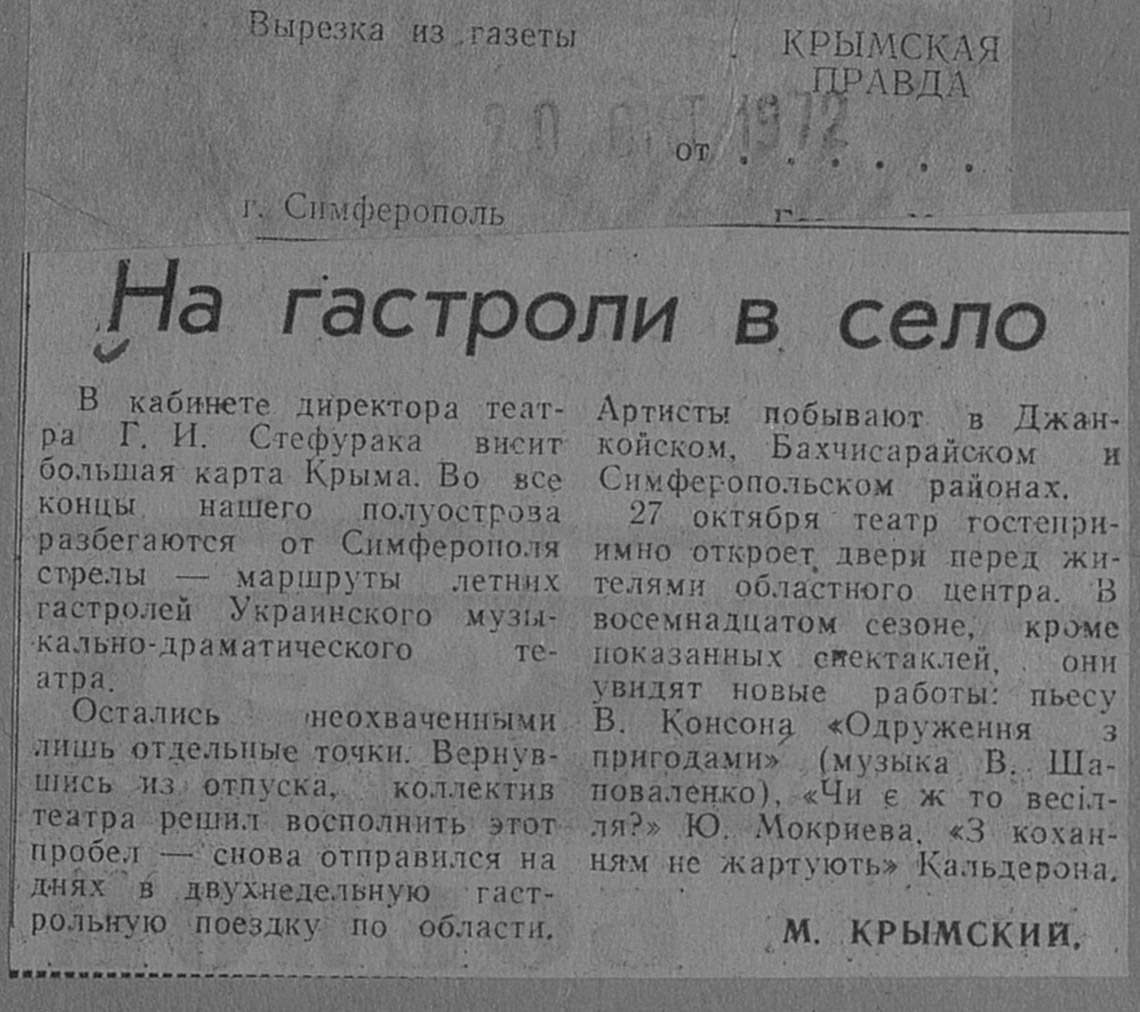 Вырезка из газеты
КРЫМСКАЯ
ПРАВДА
20 ОКТ 1972
от . . . . . .
г. Симферополь
На гастроли в село
В кабинете директора теат-
ра Г. И. Стефурака висит
большая карта Крыма. Во все
концы нашего полуострова
разбегаются от Симферополя
стрелы — маршруты летних
гастролей Украинского музы-
кально-драматического те-
атра.
Остались неохваченными
лишь отдельные точки. Вернув-
шись из отпуска, коллектив
театра решил восполнить этот
пробел — снова отправился на
днях в двухнедельную гаст-
рольную поездку по области.
Артисты побывают в Джан-
койском, Бахчисарайском и
Симферопольском районах.
27 октября театр гостепри-
имно откроет двери перед жи-
телями областного центра. В
восемнадцатом сезоне, кроме
показанных спектаклей, они
увидят новые работы: пьесу
В. Консона «Одруження з
пригодами» (музыка В. Ша-
поваленко), «Чи є ж то весіл-
ля?» Ю. Мокриева, «З кохан-
ням не жартують» Кальдерона.
М. КРЫМСКИЙ.